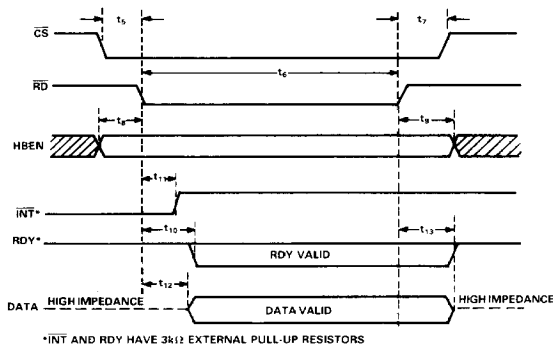 t5
t7
CS
t6
RD
t8
t9
HBEN
t11
INT*
t10
t13
RDY*
RDY VALID
t12
DATA HIGH IMPEDANCE
DATA VALID
HIGH IMPEDANCE
*INT AND RDY HAVE 3kΩ EXTERNAL PULL-UP RESISTORS